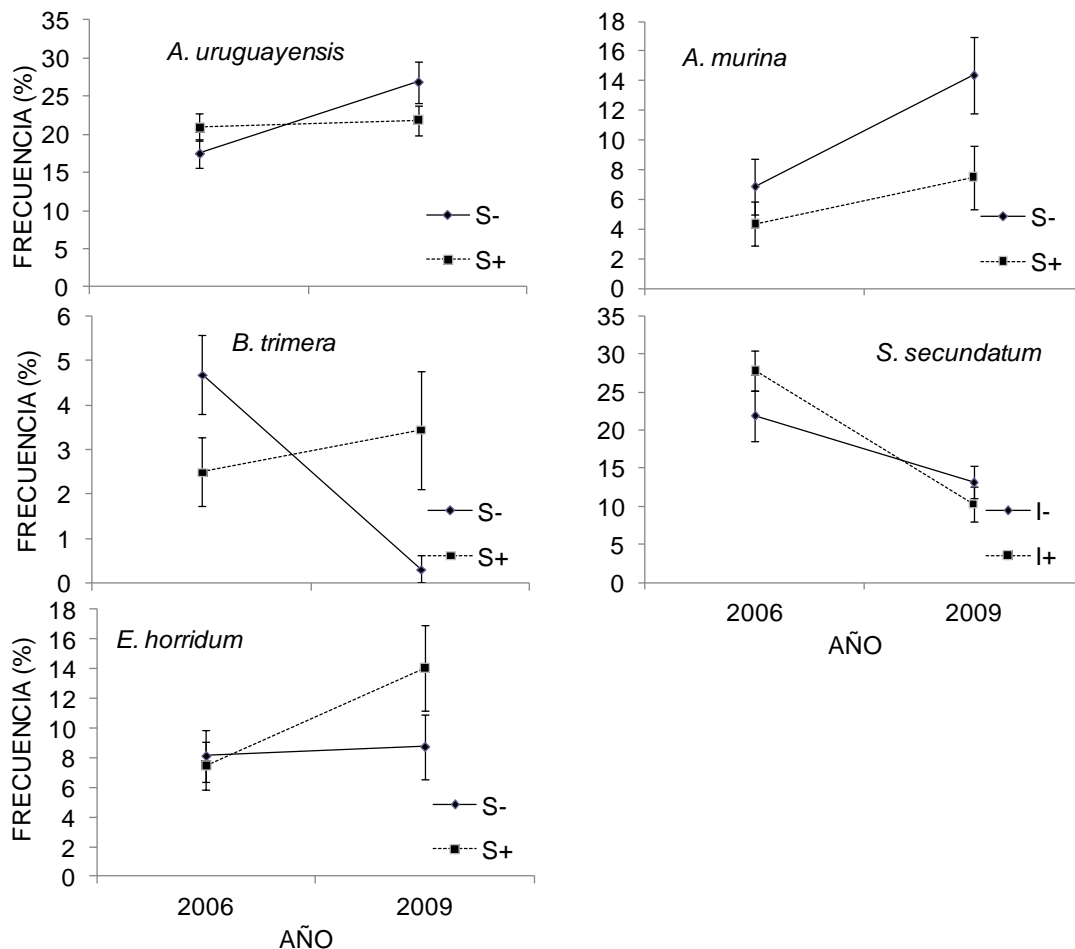 FRECUENCIA (%)
35
30
25
20
15
10
5
0
A. uruguayensis
S-
S+
18
16
14
12
10
8
6
4
2
0
A. murina
S-
S+
FRECUENCIA (%)
6
5
4
3
2
1
0
B. trimera
S-
S+
35
30
25
20
15
10
5
0
S. secundatum
I-
I+
2006 2009
AÑO
FRECUENCIA (%)
18
16
14
12
10
8
6
4
2
0
E. horridum
S-
S+
2006 2009
AÑO